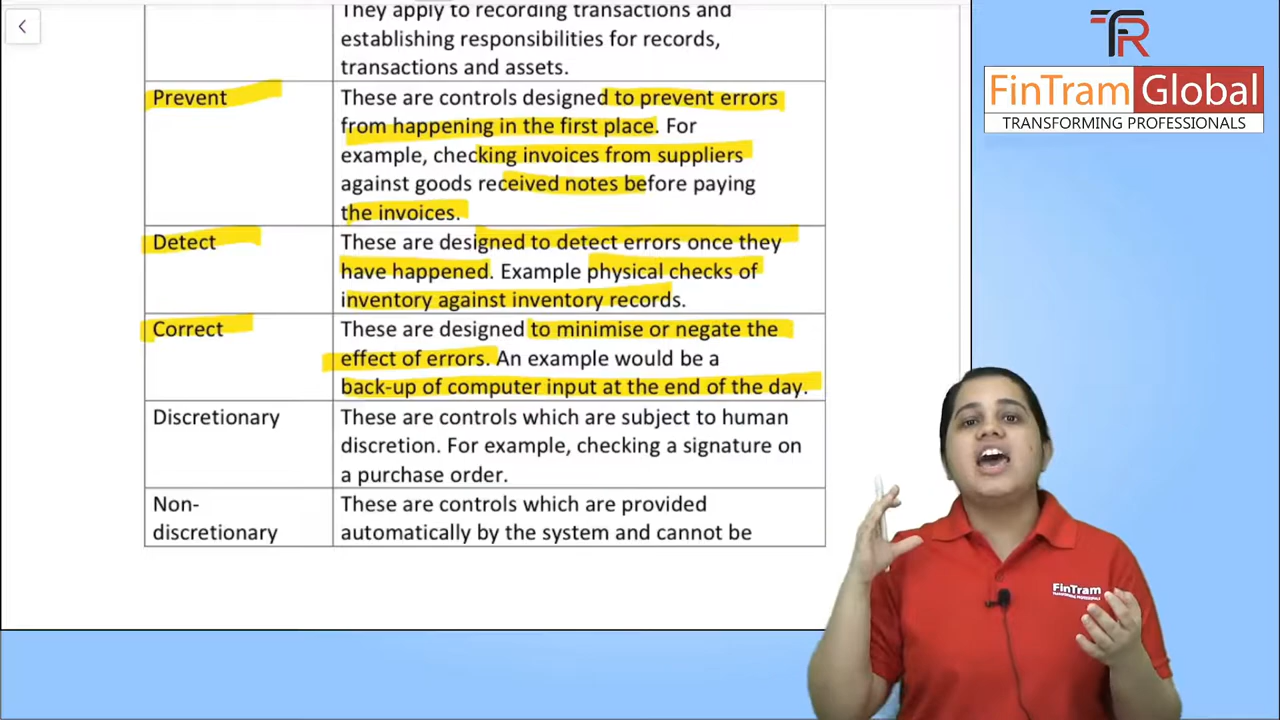 They apply to recording transactions and
establishing responsibilities for records,
transactions and assets.
Prevent
These are controls designed to prevent errors
from happening in the first place. For
example, checking invoices from suppliers
against goods received notes before paying
the invoices.
Detect
These are designed to detect errors once they
have happened. Example physical checks of
inventory against inventory records.
Correct
These are designed to minimise or negate the
effect of errors. An example would be a
back-up of computer input at the end of the day.
Discretionary
These are controls which are subject to human
discretion. For example, checking a signature on
a purchase order.
Non-
discretionary
These are controls which are provided
automatically by the system and cannot be
FinTram Global
TRANSFORMING PROFESSIONALS
FinTram